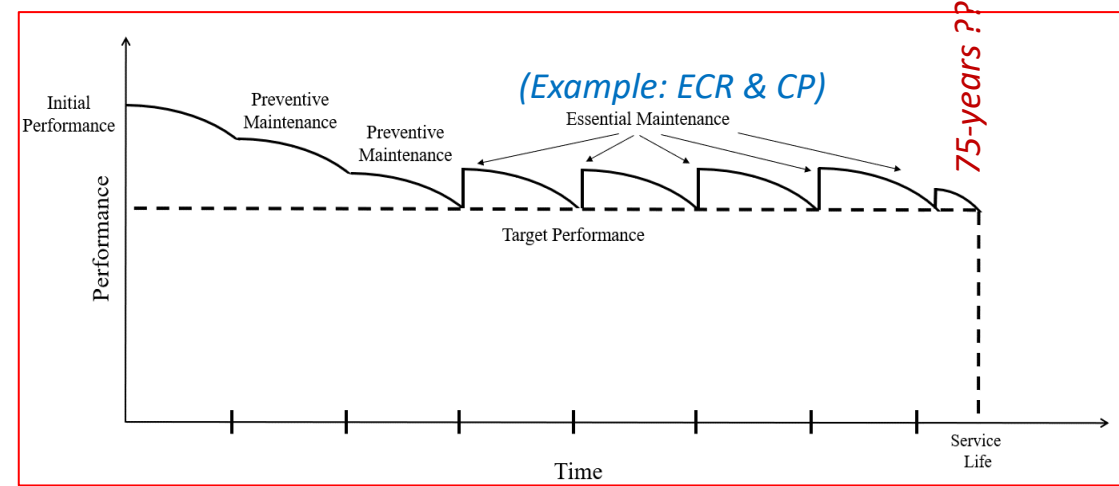 Initial
Performance
Preventive
Maintenance
Preventive
Maintenance
(Example: ECR & CP)
Essential Maintenance
75-years ??
Target Performance
Performance
Service
Life
Time